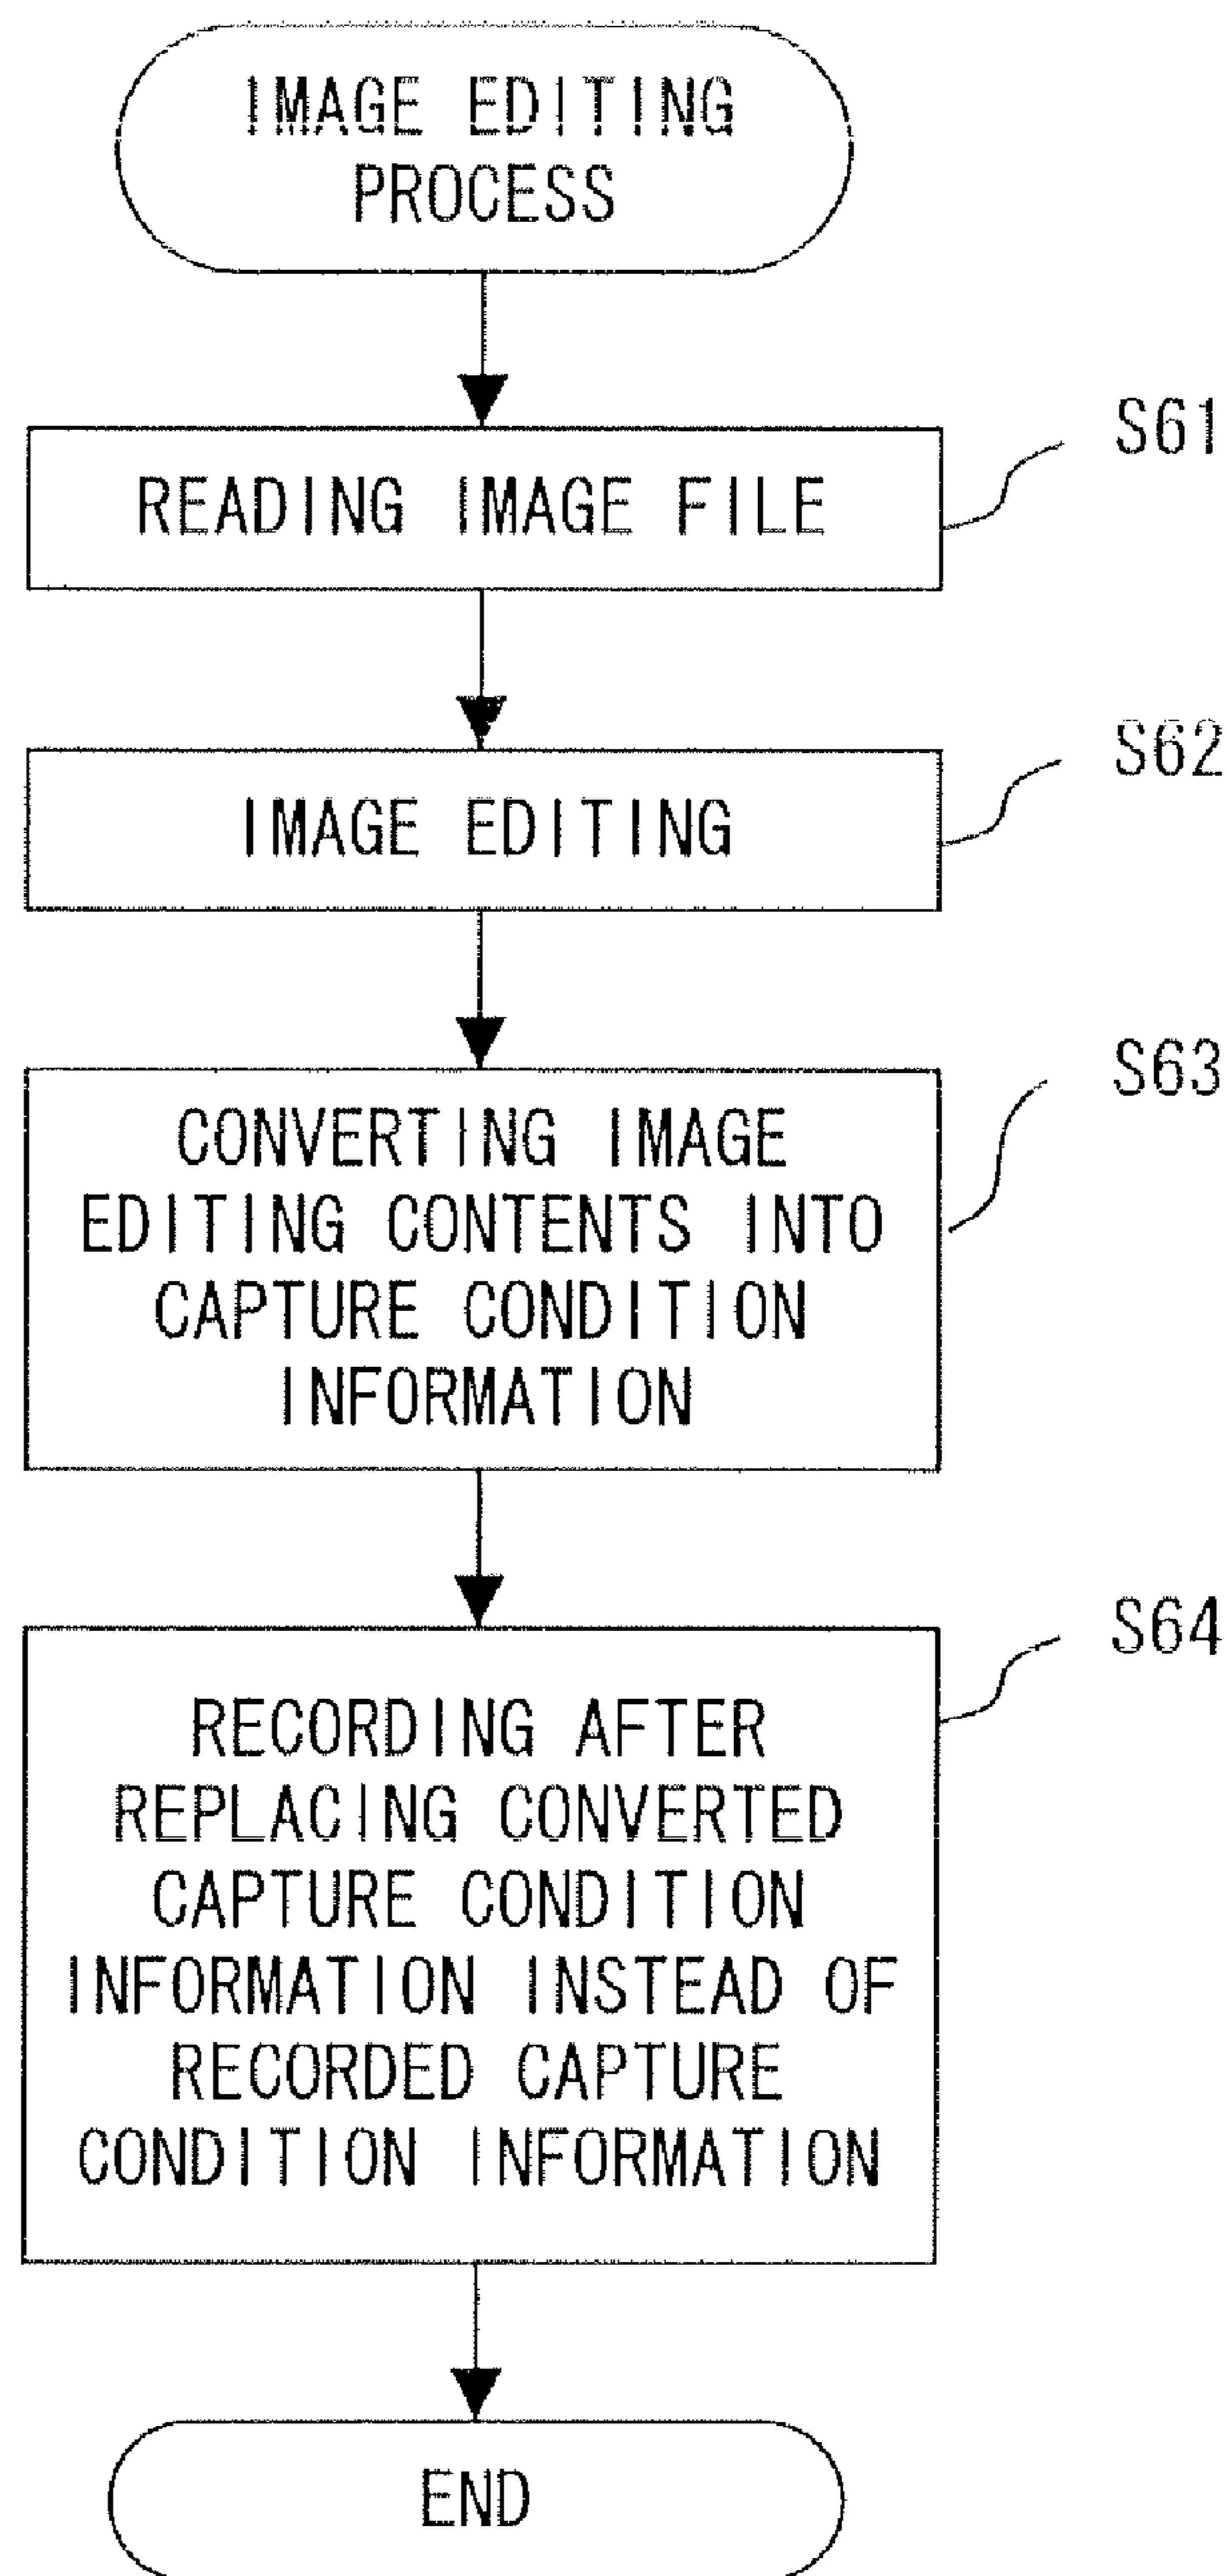 IMAGE EDITING
PROCESS
S61
READING IMAGE FILE
S62
IMAGE EDITING
S63
CONVERTING IMAGE
EDITING CONTENTS INTO
CAPTURE CONDITION
INFORMATION
S64
RECORDING AFTER
REPLACING CONVERTED
CAPTURE CONDITION
INFORMATION INSTEAD OF
RECORDED CAPTURE
CONDITION INFORMATION
END